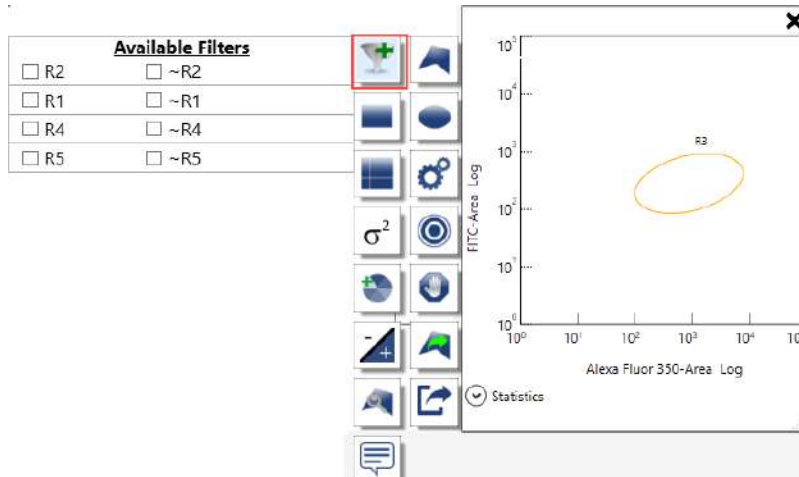 Available Filters
R2 ~R2
R1 ~R1
R4 ~R4
R5 ~R5
σ²
- +
10⁵
10⁴
10³
10²
10¹
10⁰
FITC-Area Log
R3
10⁰ 10¹ 10² 10³ 10⁴ 10
Alexa Fluor 350-Area Log
Statistics